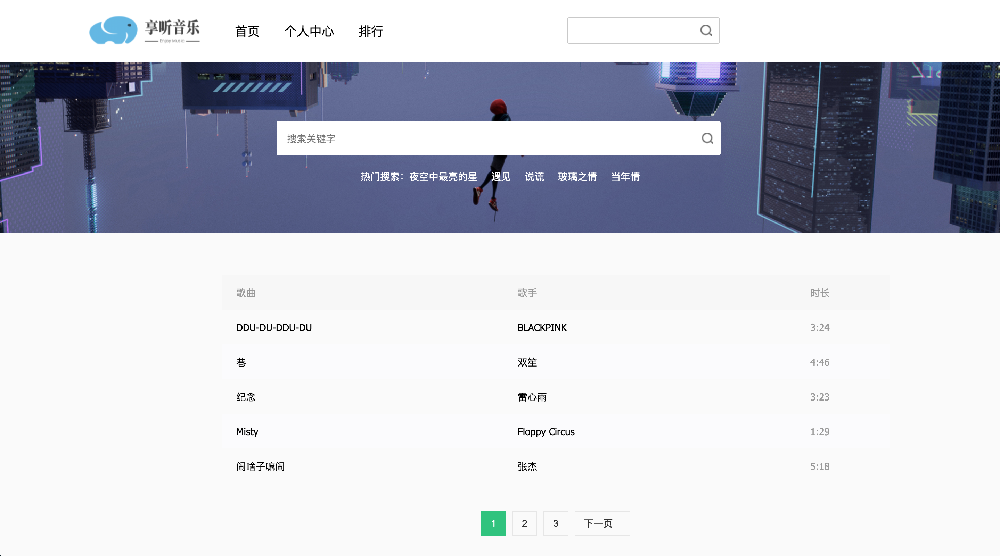 享听音乐
Enjoy Music
首页 个人中心 排行
搜索关键字
热门搜索：夜空中最亮的星 遇见 说谎 玻璃之情 当年情
歌曲 歌手 时长
DDU-DU-DDU-DU BLACKPINK 3:24
巷 双笙 4:46
纪念 雷心雨 3:23
Misty Floppy Circus 1:29
闹啥子嘛闹 张杰 5:18
1 2 3 下一页